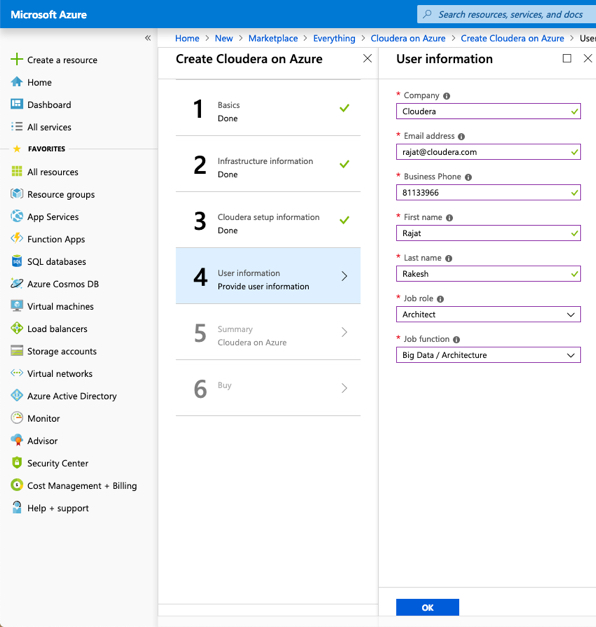 Microsoft Azure
Search resources, services, and docs
«
Create a resource
Home
Dashboard
All services
FAVORITES
All resources
Resource groups
App Services
Function Apps
SQL databases
Azure Cosmos DB
Virtual machines
Load balancers
Storage accounts
Virtual networks
Azure Active Directory
Monitor
Advisor
Security Center
Cost Management + Billing
Help + support
Home > New > Marketplace > Everything > Cloudera on Azure > Create Cloudera on Azure > User
Create Cloudera on Azure
1
Basics
Done
2
Infrastructure information
Done
3
Cloudera setup information
Done
4
User information
Provide user information
5
Summary
Cloudera on Azure
6
Buy
User information
* Company
Cloudera
* Email address
rajat@cloudera.com
* Business Phone
81133966
* First name
Rajat
* Last name
Rakesh
* Job role
Architect
* Job function
Big Data / Architecture
OK